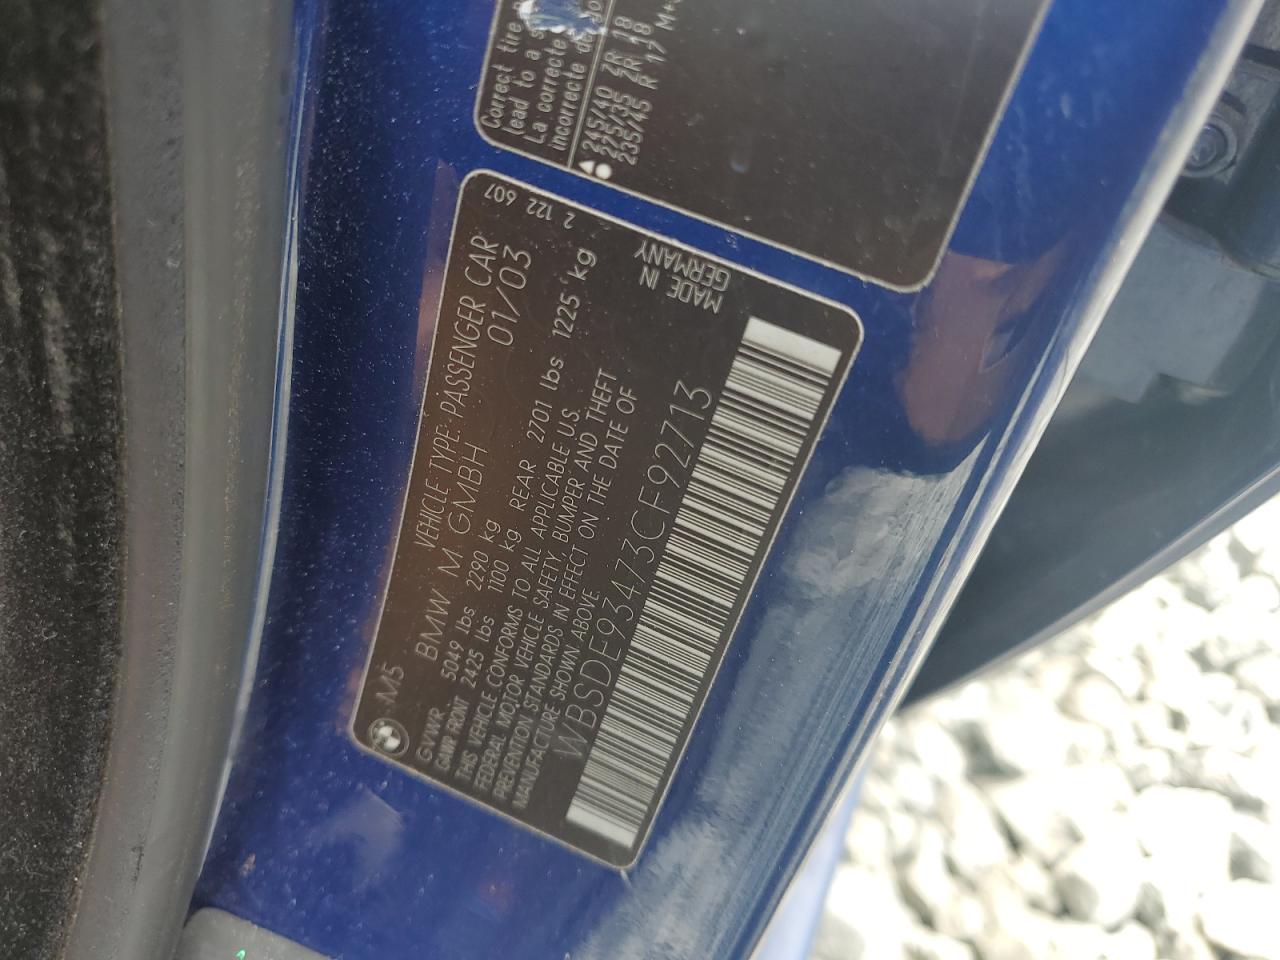 Correct tire
lead to a
La correcte
Incorrecte
245/40 ZR 18
275/35 ZR 18
235/45 R 17 M+
2 122 607
M5 VEHICLE TYPE: PASSENGER CAR
BMW M GMBH 01/03
GVWR 5049 lbs 2290 kg
GAWR FRONT 2425 lbs 1100 kg REAR 2701 lbs 1225 kg
THIS VEHICLE CONFORMS TO ALL APPLICABLE U.S.
FEDERAL MOTOR VEHICLE SAFETY, BUMPER AND THEFT
PREVENTION STANDARDS IN EFFECT ON THE DATE OF
MANUFACTURE SHOWN ABOVE.
MADE IN
GERMANY
WBSDE93473CF92713